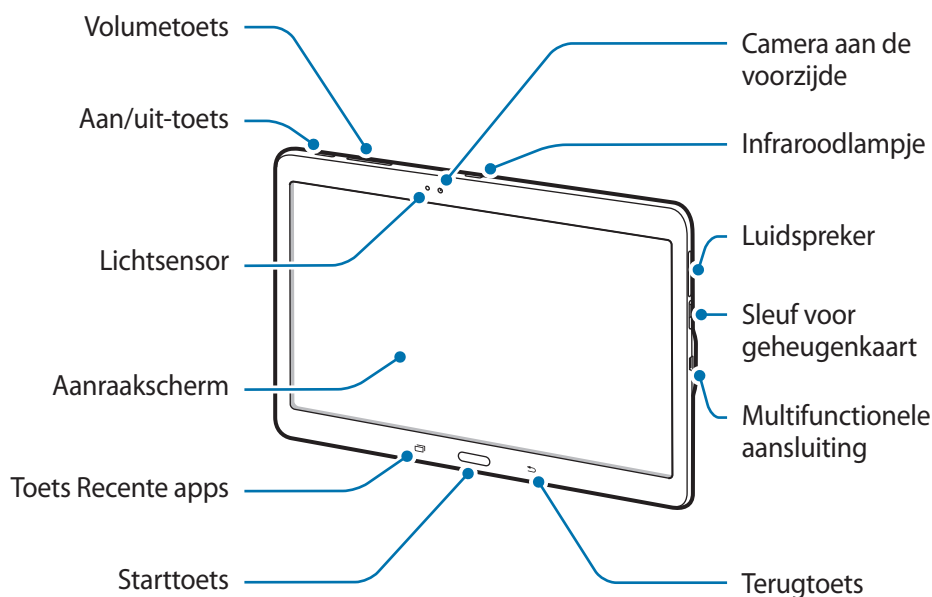 Volumetoets
Aan/uit-toets
Lichtsensor
Aanraakscherm
Toets Recente apps
Starttoets
Camera aan de
voorzijde
Infraroodlampje
Luidspreker
Sleuf voor
geheugenkaart
Multifunctionele
aansluiting
Terugtoets